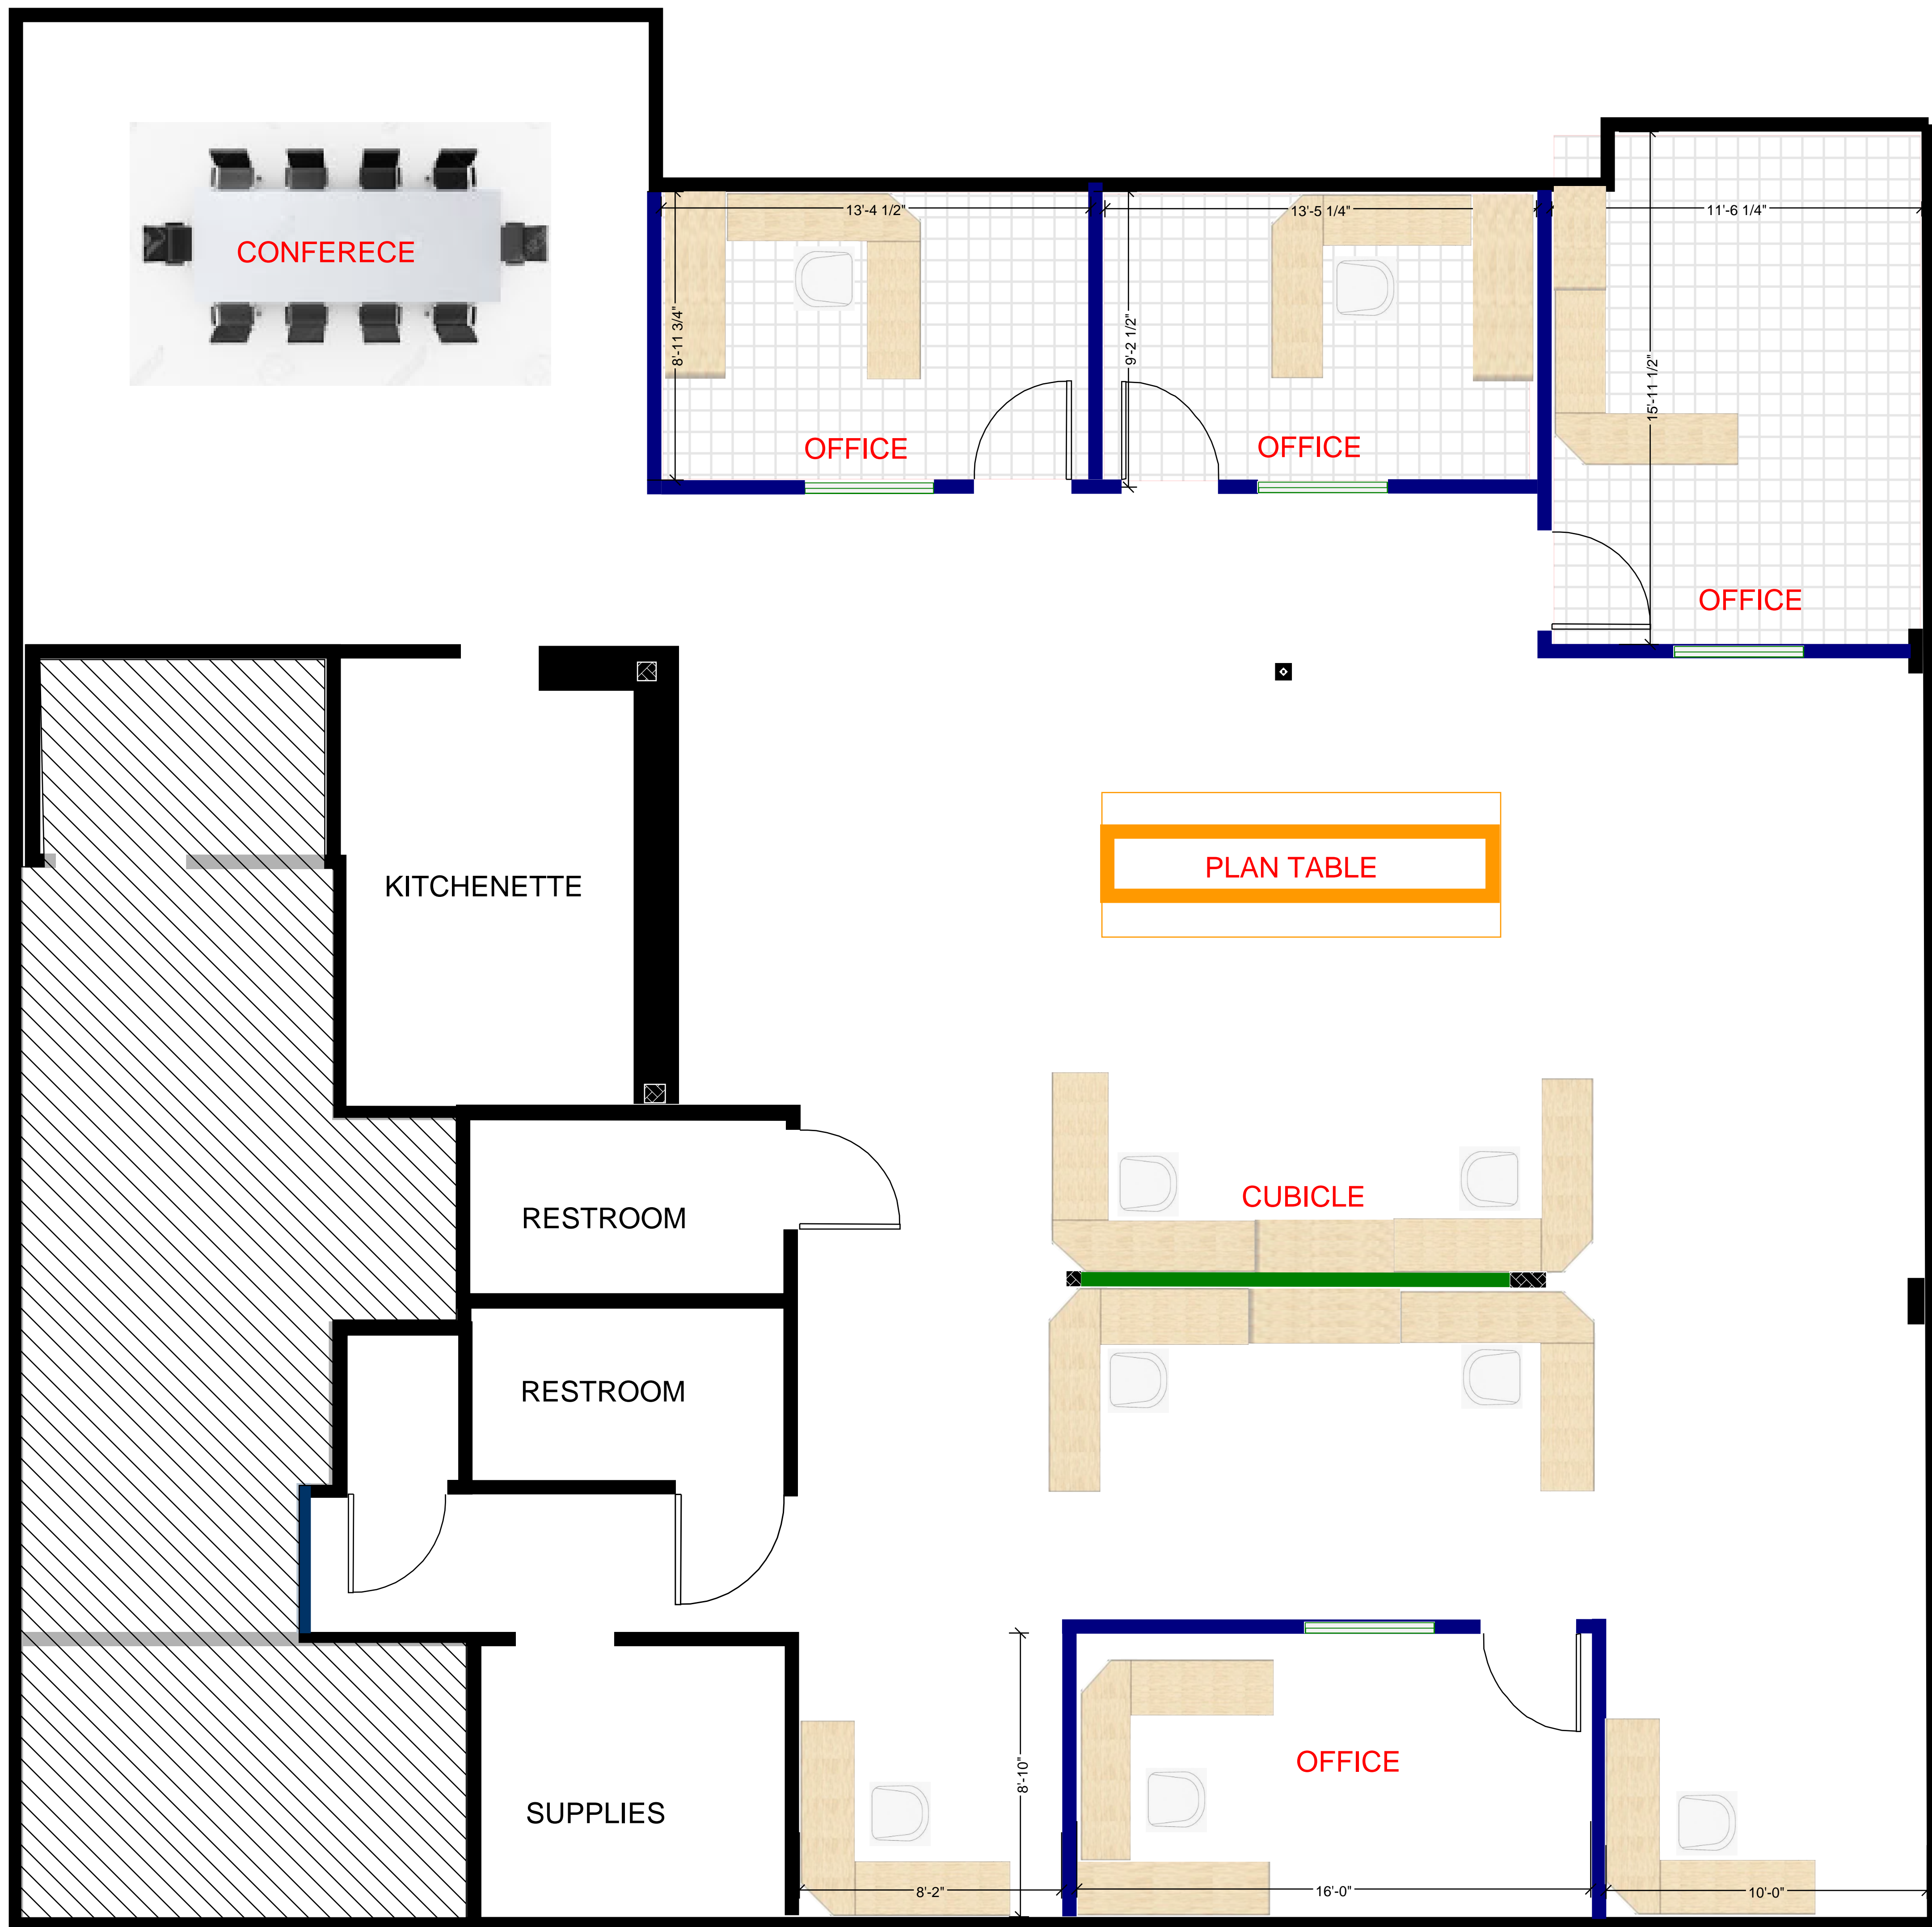 13'-4 1/2"
13'-5 1/4"
11'-6 1/4"
CONFERECE
8'-11 3/4"
9'-2 1/2"
15'-11 1/2"
OFFICE
OFFICE
OFFICE
PLAN TABLE
KITCHENETTE
CUBICLE
RESTROOM
RESTROOM
OFFICE
8'-10"
SUPPLIES
8'-2"
16'-0"
10'-0"